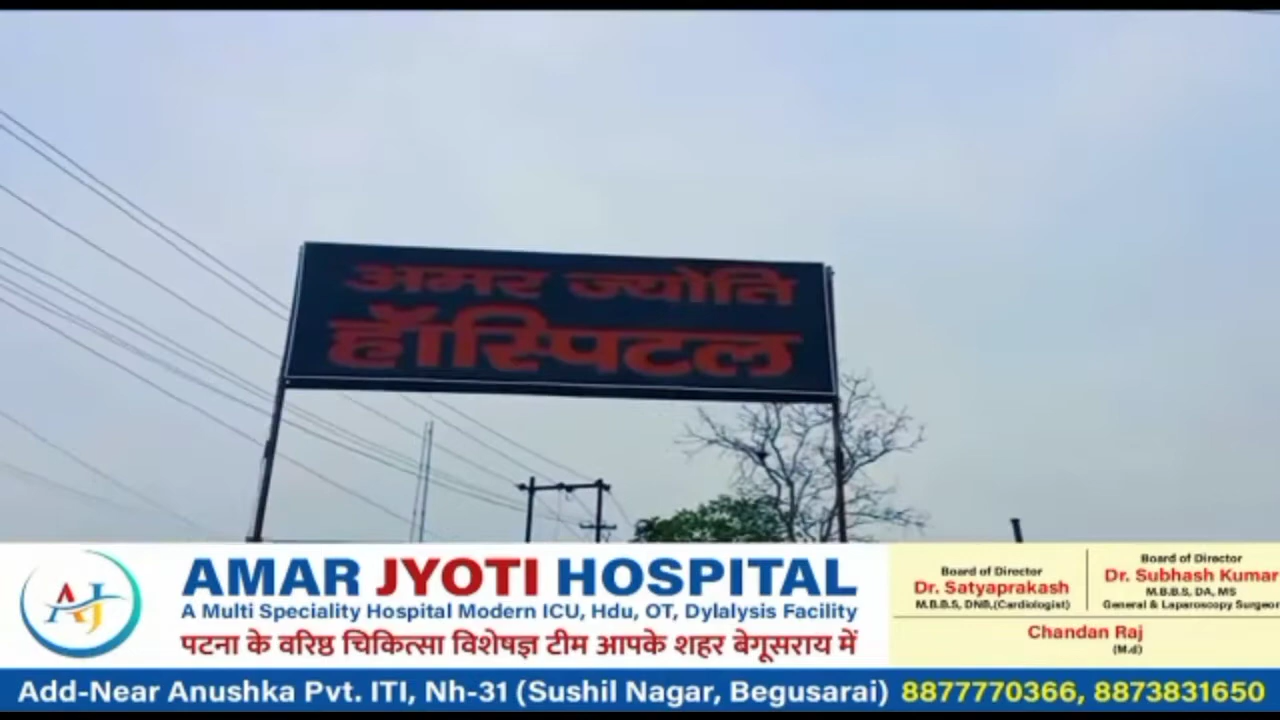 अमर ज्योति
हॉस्पिटल
AJ
AMAR JYOTI HOSPITAL
A Multi Speciality Hospital Modern ICU, Hdu, OT, Dylalysis Facility
पटना के वरिष्ठ चिकित्सा विशेषज्ञ टीम आपके शहर बेगूसराय में
Board of Director
Dr. Satyaprakash
M.B.B.S, DNB,(Cardiologist)
Board of Director
Dr. Subhash Kumar
M.B.B.S, DA, MS
General & Laparoscopy Surgeon
Chandan Raj
(M.d)
Add-Near Anushka Pvt. ITI, Nh-31 (Sushil Nagar, Begusarai) 8877770366, 8873831650